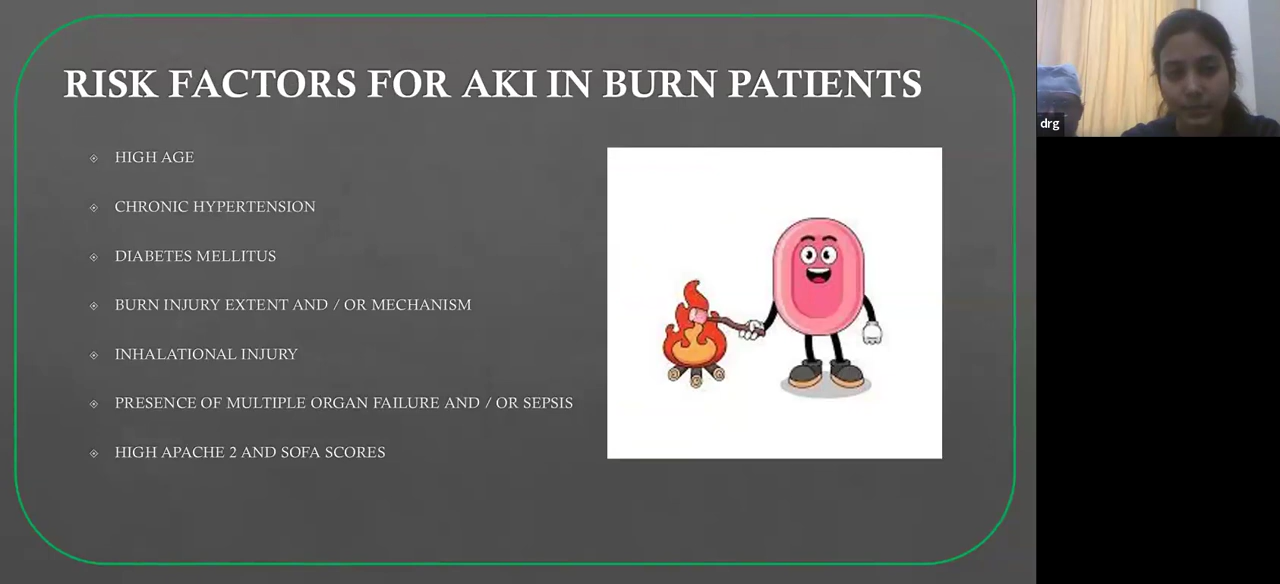 RISK FACTORS FOR AKI IN BURN PATIENTS
HIGH AGE
CHRONIC HYPERTENSION
DIABETES MELLITUS
BURN INJURY EXTENT AND / OR MECHANISM
INHALATIONAL INJURY
PRESENCE OF MULTIPLE ORGAN FAILURE AND / OR SEPSIS
HIGH APACHE 2 AND SOFA SCORES
drg